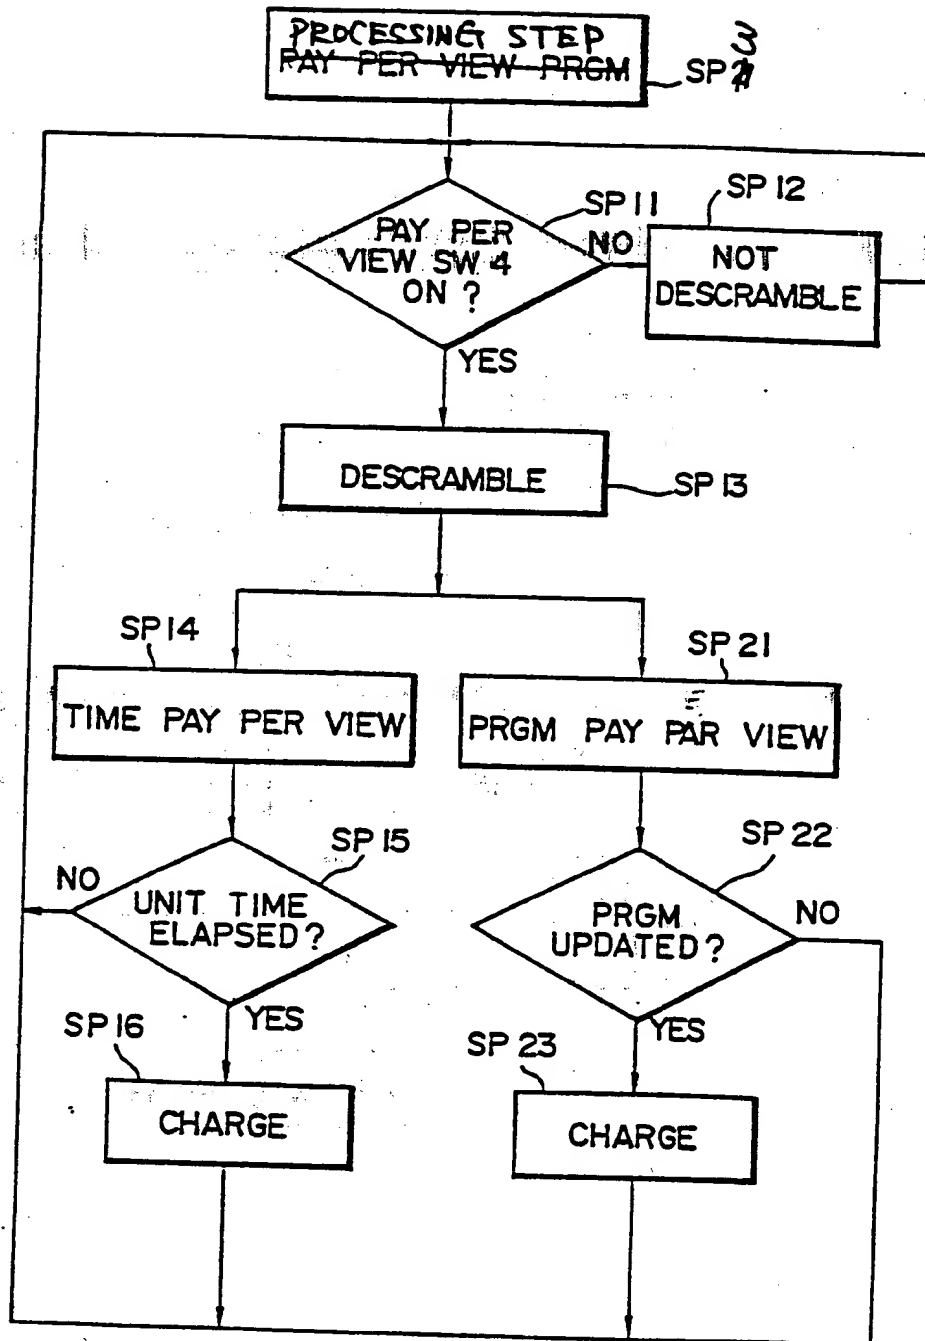 PROCESSING STEP
PAY PER VIEW PRGM
SP 3
SP 11
SP 12
PAY PER
VIEW SW 4
ON ?
NO
NOT
DESCRAMBLE
YES
DESCRAMBLE
SP 13
SP 14
SP 21
TIME PAY PER VIEW
E
PRGM PAY PAR VIEW
SP 15
SP 22
NO
UNIT TIME
ELAPSED ?
PRGM
UPDATED ?
NO
YES
YES
SP 16
SP 23
CHARGE
CHARGE